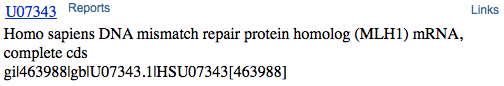 U07343 Reports Links
Homo sapiens DNA mismatch repair protein homolog (MLH1) mRNA,
complete cds
gi|463988|gb|U07343.1|HSU07343[463988]